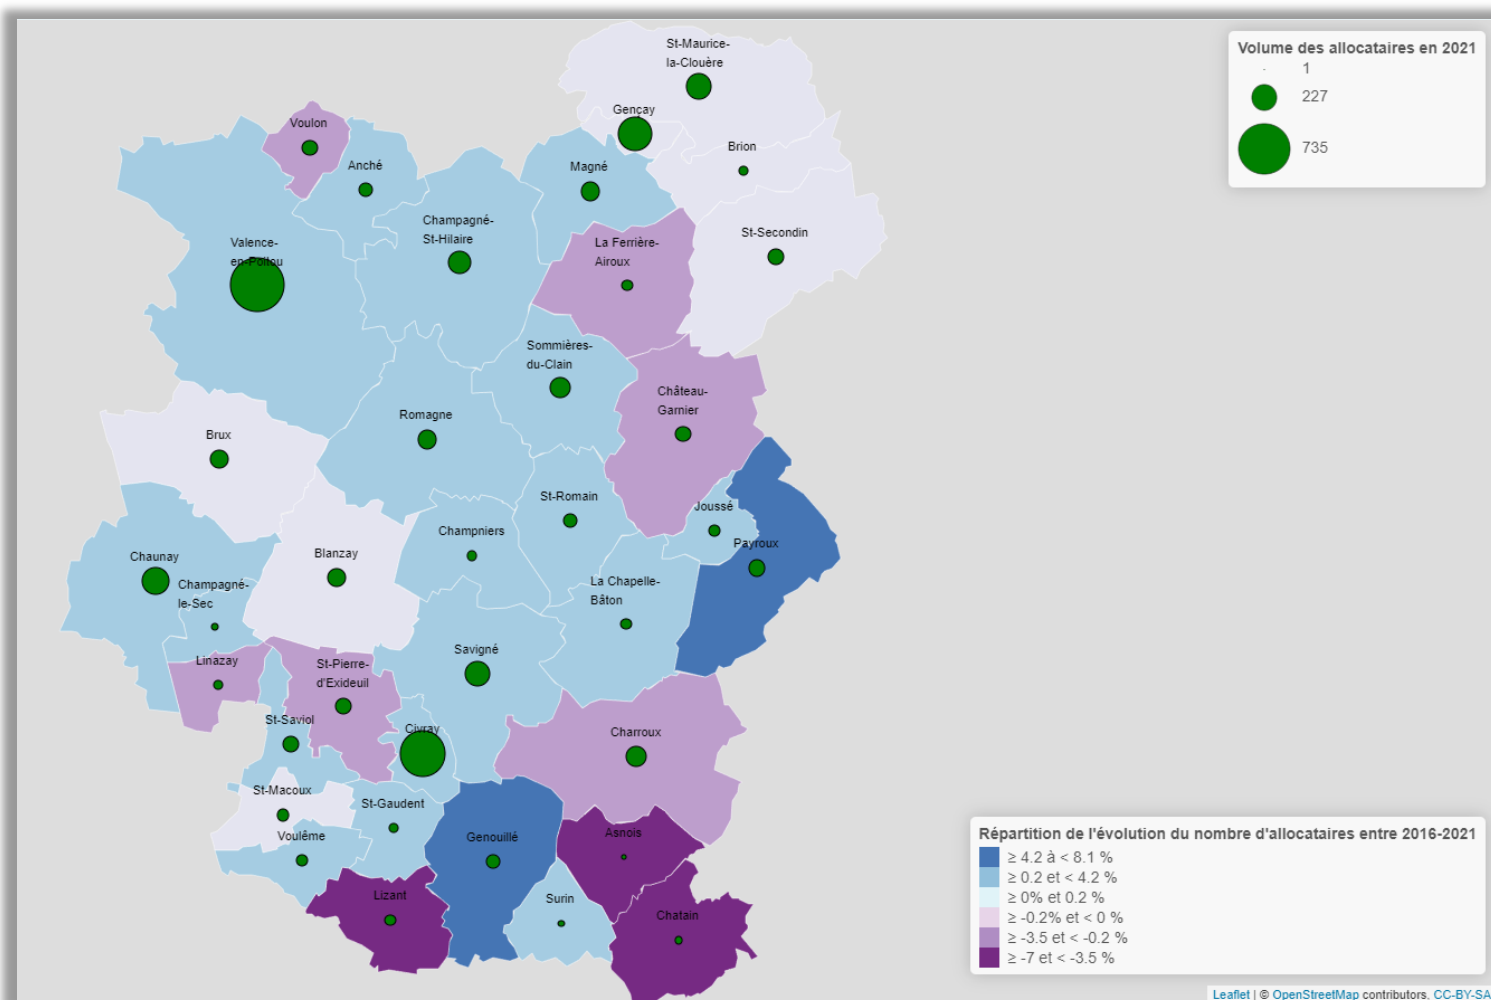 St-Maurice-
la-Clouère
Gençay
Voulon
Brion
Anché
Magné
Champagné-
St-Hilaire
St-Secondin
Valence-
en-Poitou
La Ferrière-
Airoux
Sommières-
du-Clain
Château-
Garnier
Romagne
Brux
St-Romain
Joussé
Champniers
Payroux
Blanzay
Chaunay
Champagné-
le-Sec
La Chapelle-
Bâton
Savigné
Linazay
St-Pierre-
d'Exideuil
St-Saviol
Civray
Charroux
St-Macoux
St-Gaudent
Voulême
Genouillé
Asnois
Lizant
Surin
Chatain
Volume des allocataires en 2021
1
227
735
Répartition de l'évolution du nombre d'allocataires entre 2016-2021
≥ 4.2 à < 8.1 %
≥ 0.2 et < 4.2 %
≥ 0% et 0.2 %
≥ -0.2% et < 0 %
≥ -3.5 et < -0.2 %
≥ -7 et < -3.5 %
Leaflet | © OpenStreetMap contributors, CC-BY-SA